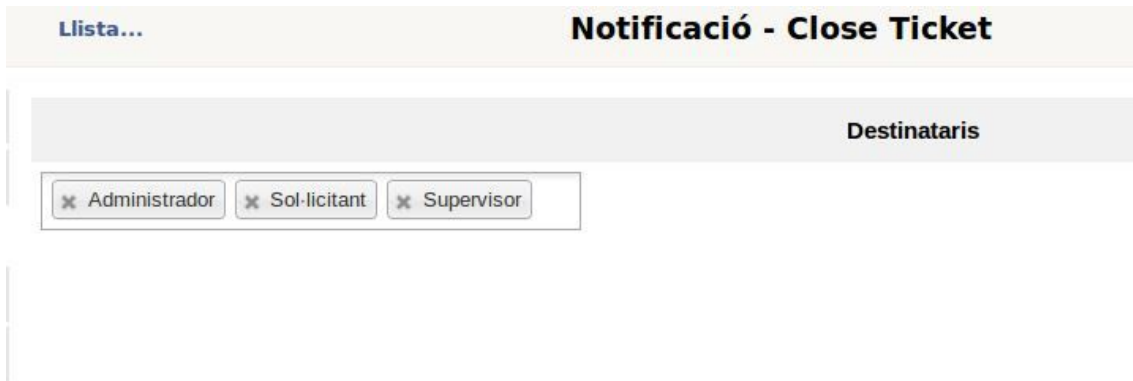 Llista... Notificació - Close Ticket
Destinataris
Administrador Sol·licitant Supervisor